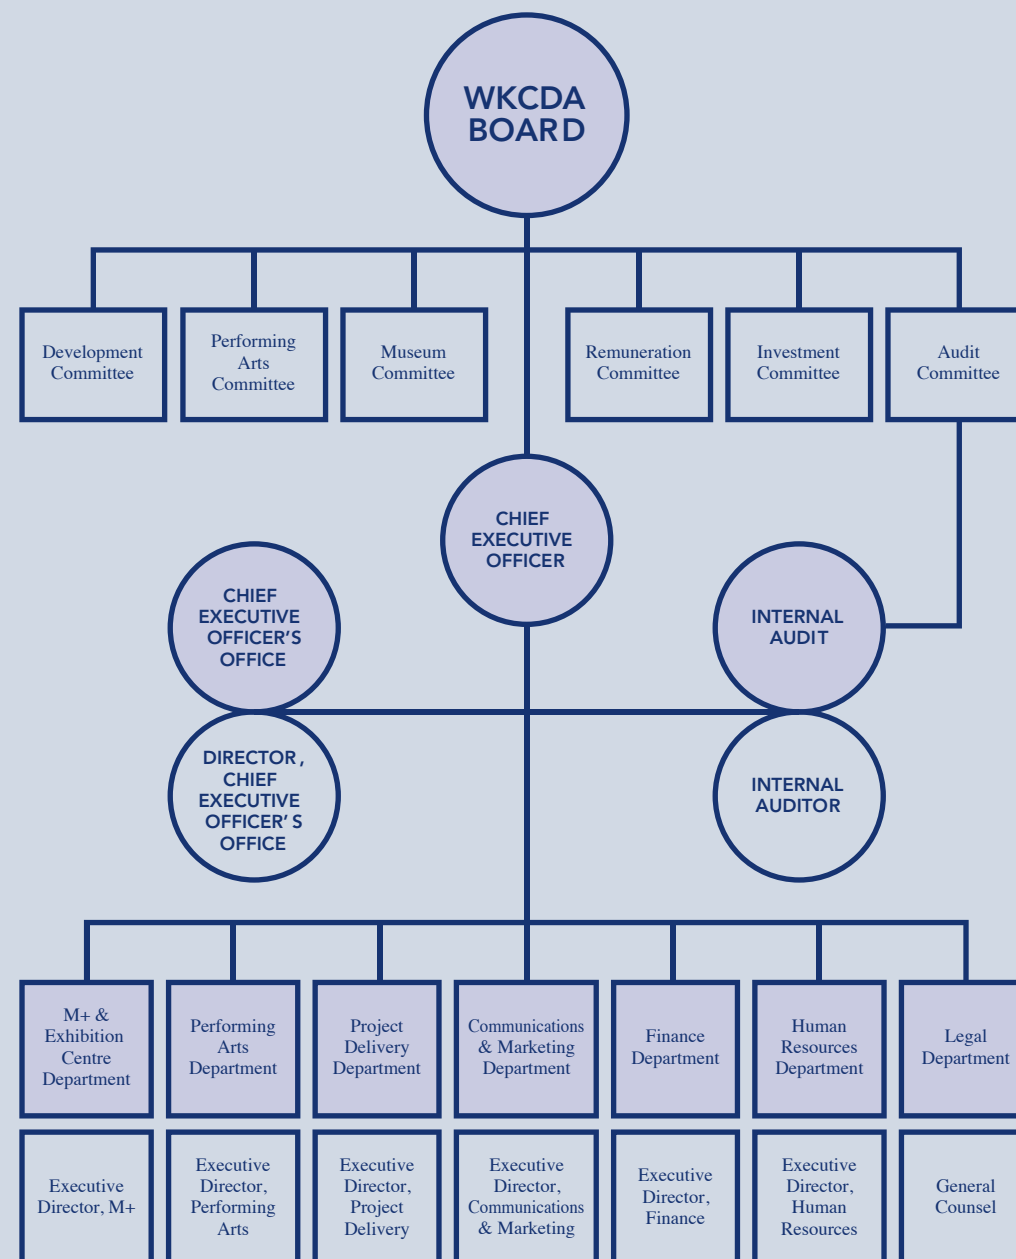 WKCDA
BOARD
Development
Committee
Performing
Arts
Committee
Museum
Committee
Remuneration
Committee
Investment
Committee
Audit
Committee
CHIEF
EXECUTIVE
OFFICER
CHIEF
EXECUTIVE
OFFICER'S
OFFICE
INTERNAL
AUDIT
DIRECTOR,
CHIEF
EXECUTIVE
OFFICER'S
OFFICE
INTERNAL
AUDITOR
M+ &
Exhibition
Centre
Department
Performing
Arts
Department
Project
Delivery
Department
Communications
& Marketing
Department
Finance
Department
Human
Resources
Department
Legal
Department
Executive
Director, M+
Executive
Director,
Performing
Arts
Executive
Director,
Project
Delivery
Executive
Director,
Communications
& Marketing
Executive
Director,
Finance
Executive
Director,
Human
Resources
General
Counsel